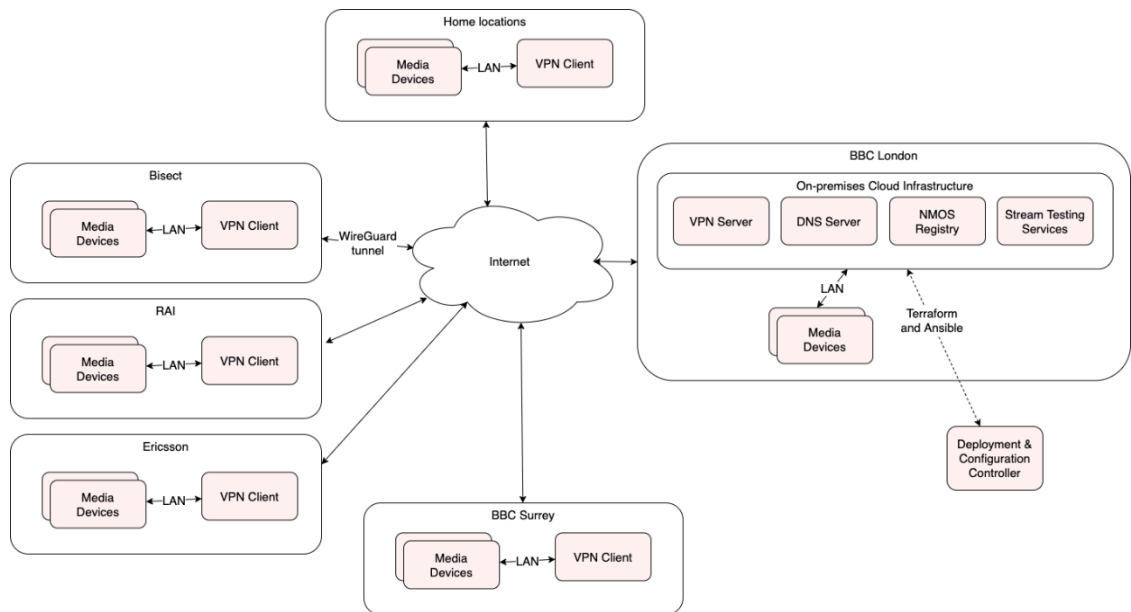 Home locations
Media
Devices
LAN
VPN Client
Bisect
Media
Devices
LAN
VPN Client
WireGuard
tunnel
Internet
RAI
Media
Devices
LAN
VPN Client
Ericsson
Media
Devices
LAN
VPN Client
BBC Surrey
Media
Devices
LAN
VPN Client
BBC London
On-premises Cloud Infrastructure
VPN Server
DNS Server
NMOS
Registry
Stream Testing
Services
LAN
Media
Devices
Terraform
and Ansible
Deployment &
Configuration
Controller